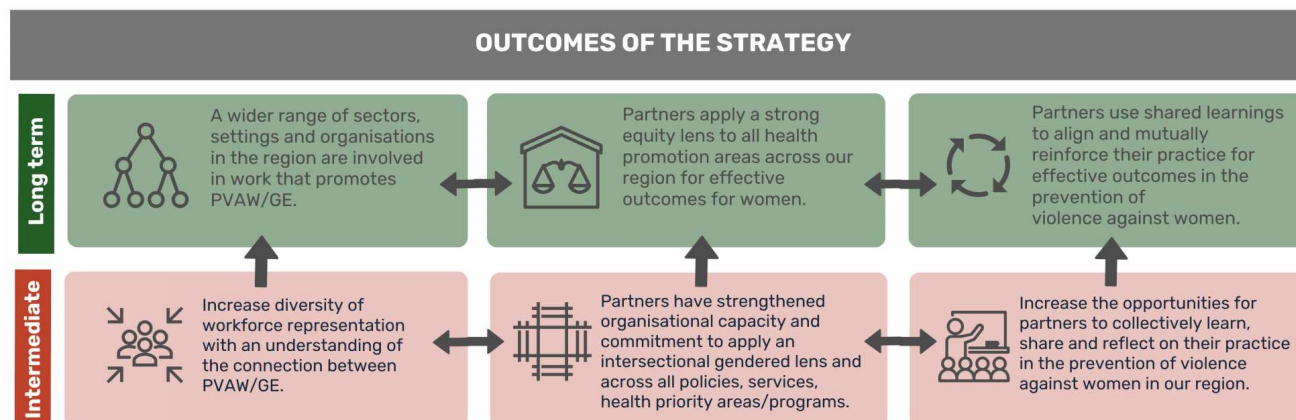 OUTCOMES OF THE STRATEGY
Long term
A wider range of sectors,
settings and organisations
in the region are involved
in work that promotes
PVAW/GE.
Partners apply a strong
equity lens to all health
promotion areas across our
region for effective
outcomes for women.
Partners use shared learnings
to align and mutually
reinforce their practice for
effective outcomes in the
prevention of
violence against women.
Intermediate
Increase diversity of
workforce representation
with an understanding of
the connection between
PVAW/GE.
Partners have strengthened
organisational capacity and
commitment to apply an
intersectional gendered lens and
across all policies, services,
health priority areas/programs.
Increase the opportunities for
partners to collectively learn,
share and reflect on their practice
in the prevention of violence
against women in our region.